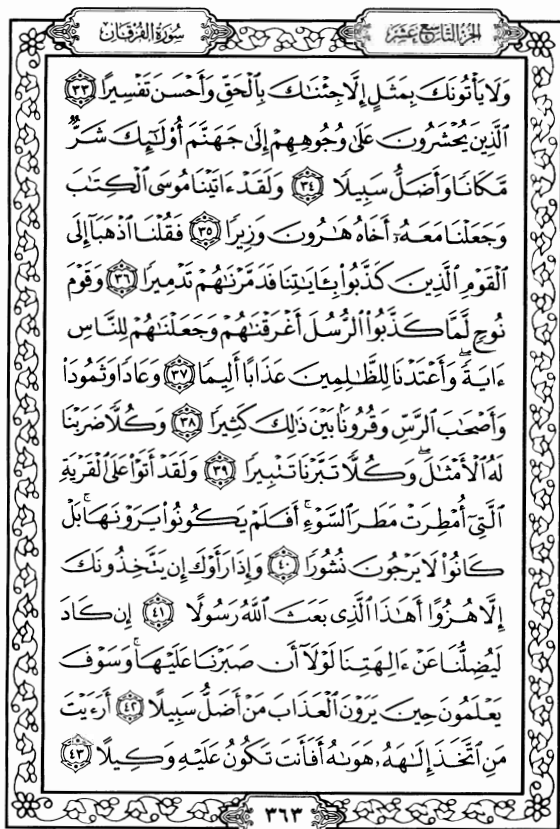 الجزء التاسع عشر
سورة الفرقان
وَلَا يَأْتُونَكَ بِمَثَلٍ إِلَّا جِئْنَٰكَ بِٱلْحَقِّ وَأَحْسَنَ تَفْسِيرًا ٣٣
ٱلَّذِينَ يُحْشَرُونَ عَلَىٰ وُجُوهِهِمْ إِلَىٰ جَهَنَّمَ أُو۟لَٰٓئِكَ شَرٌّ
مَّكَانًا وَأَضَلُّ سَبِيلًا ٣٤ وَلَقَدْ ءَاتَيْنَا مُوسَى ٱلْكِتَٰبَ
وَجَعَلْنَا مَعَهُۥٓ أَخَاهُ هَٰرُونَ وَزِيرًا ٣٥ فَقُلْنَا ٱذْهَبَآ إِلَى
ٱلْقَوْمِ ٱلَّذِينَ كَذَّبُوا۟ بِـَٔايَٰتِنَا فَدَمَّرْنَٰهُمْ تَدْمِيرًا ٣٦ وَقَوْمَ
نُوحٍ لَّمَّا كَذَّبُوا۟ ٱلرُّسُلَ أَغْرَقْنَٰهُمْ وَجَعَلْنَٰهُمْ لِلنَّاسِ
ءَايَةً ۖ وَأَعْتَدْنَا لِلظَّٰلِمِينَ عَذَابًا أَلِيمًا ٣٧ وَعَادًا وَثَمُودَا۟
وَأَصْحَٰبَ ٱلرَّسِّ وَقُرُونًۢا بَيْنَ ذَٰلِكَ كَثِيرًا ٣٨ وَكُلًّا ضَرَبْنَا
لَهُ ٱلْأَمْثَٰلَ ۖ وَكُلًّا تَبَّرْنَا تَتْبِيرًا ٣٩ وَلَقَدْ أَتَوْا۟ عَلَى ٱلْقَرْيَةِ
ٱلَّتِىٓ أُمْطِرَتْ مَطَرَ ٱلسَّوْءِ ۚ أَفَلَمْ يَكُونُوا۟ يَرَوْنَهَا ۚ بَلْ
كَانُوا۟ لَا يَرْجُونَ نُشُورًا ٤٠ وَإِذَا رَأَوْكَ إِن يَتَّخِذُونَكَ
إِلَّا هُزُوًا أَهَٰذَا ٱلَّذِى بَعَثَ ٱللَّهُ رَسُولًا ٤١ إِن كَادَ
لَيُضِلُّنَا عَنْ ءَالِهَتِنَا لَوْلَآ أَن صَبَرْنَا عَلَيْهَا ۚ وَسَوْفَ
يَعْلَمُونَ حِينَ يَرَوْنَ ٱلْعَذَابَ مَنْ أَضَلُّ سَبِيلًا ٤٢ أَرَءَيْتَ
مَنِ ٱتَّخَذَ إِلَٰهَهُۥ هَوَىٰهُ أَفَأَنتَ تَكُونُ عَلَيْهِ وَكِيلًا ٤٣
٣٦٣